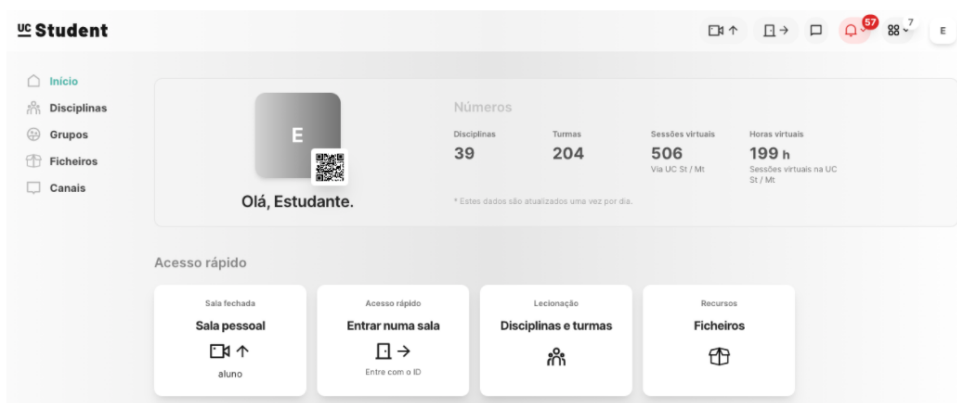 UC Student
57
7
E
Início
Disciplinas
Grupos
Ficheiros
Canais
E
Olá, Estudante.
Números
Disciplinas
39
Turmas
204
Sessões virtuais
506
Via UC St / Mt
Horas virtuais
199 h
Sessões virtuais na UC
St / Mt
* Estes dados são atualizados uma vez por dia.
Acesso rápido
Sala fechada
Sala pessoal
aluno
Acesso rápido
Entrar numa sala
Entre com o ID
Lecionação
Disciplinas e turmas
Recursos
Ficheiros